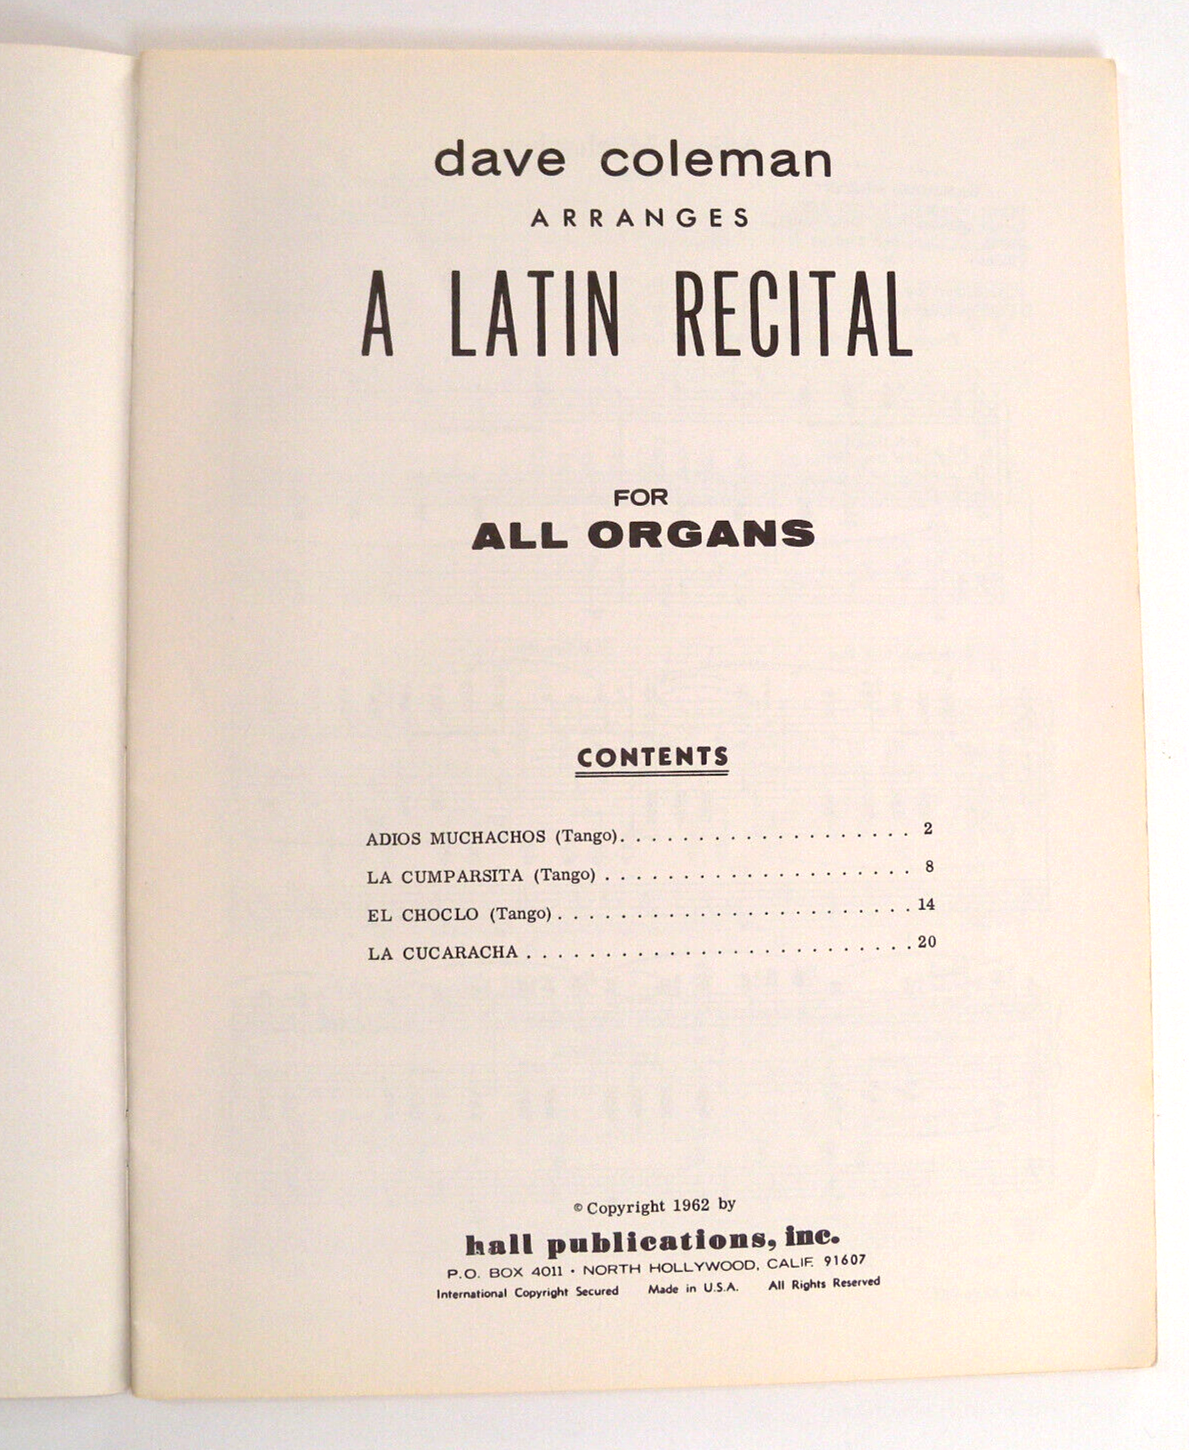 dave coleman
ARRANGES
A LATIN RECITAL
FOR
ALL ORGANS
CONTENTS
ADIOS MUCHACHOS (Tango). . . . . . . . . . . . . . . . . . . 2
LA CUMPARSITA (Tango) . . . . . . . . . . . . . . . . . . . . 8
EL CHOCLO (Tango) . . . . . . . . . . . . . . . . . . . . . . . 14
LA CUCARACHA . . . . . . . . . . . . . . . . . . . . . . . . . 20
© Copyright 1962 by
hall publications, inc.
P.O. BOX 4011 • NORTH HOLLYWOOD, CALIF. 91607
International Copyright Secured Made in U.S.A. All Rights Reserved